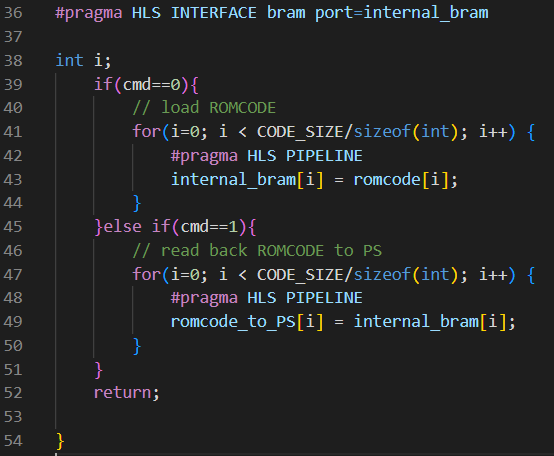 36 #pragma HLS INTERFACE bram port=internal_bram
37
38 int i;
39 if(cmd==0){
40 // load ROMCODE
41 for(i=0; i < CODE_SIZE/sizeof(int); i++) {
42 #pragma HLS PIPELINE
43 internal_bram[i] = romcode[i];
44 }
45 }else if(cmd==1){
46 // read back ROMCODE to PS
47 for(i=0; i < CODE_SIZE/sizeof(int); i++) {
48 #pragma HLS PIPELINE
49 romcode_to_PS[i] = internal_bram[i];
50 }
51 }
52 return;
53
54 }